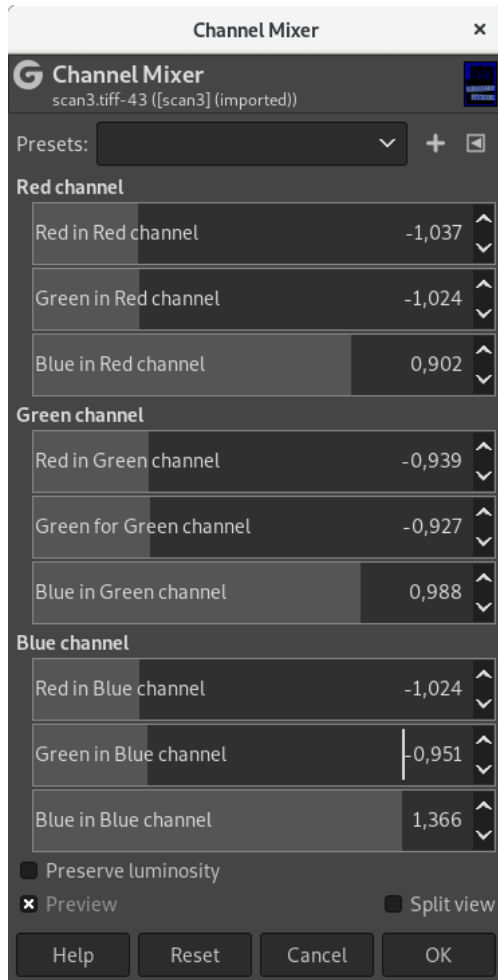 Channel Mixer
Channel Mixer
scan3.tiff-43 ([scan3] (imported))
Presets:
Red channel
Red in Red channel -1,037
Green in Red channel -1,024
Blue in Red channel 0,902
Green channel
Red in Green channel -0,939
Green for Green channel -0,927
Blue in Green channel 0,988
Blue channel
Red in Blue channel -1,024
Green in Blue channel -0,951
Blue in Blue channel 1,366
Preserve luminosity
Preview Split view
Help Reset Cancel OK